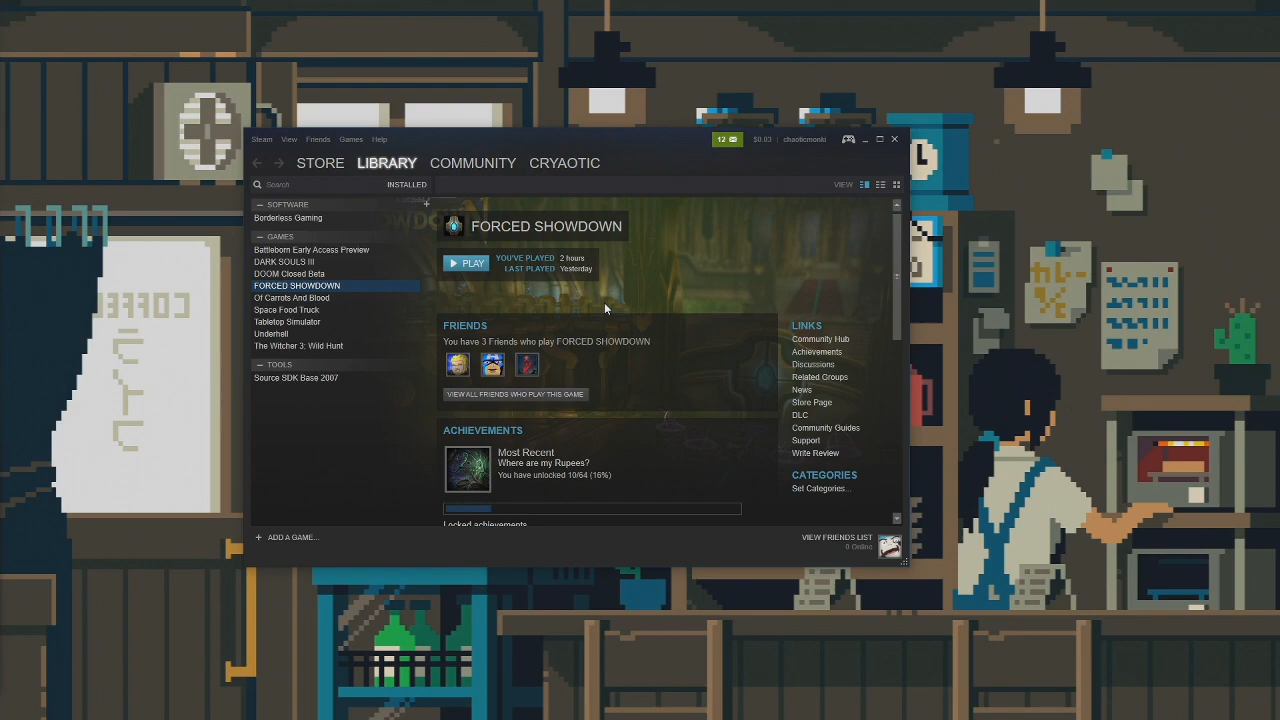 Steam View Friends Games Help
12 $0.03 chaoticmonki
STORE LIBRARY COMMUNITY CRYAOTIC
Search INSTALLED VIEW
SOFTWARE
Borderless Gaming
GAMES
Battleborn Early Access Preview
DARK SOULS III
DOOM Closed Beta
FORCED SHOWDOWN
Of Carrots And Blood
Space Food Truck
Tabletop Simulator
Underhell
The Witcher 3: Wild Hunt
TOOLS
Source SDK Base 2007
ADD A GAME...
FORCED SHOWDOWN
PLAY
YOU'VE PLAYED 2 hours
LAST PLAYED Yesterday
FRIENDS
You have 3 Friends who play FORCED SHOWDOWN
VIEW ALL FRIENDS WHO PLAY THIS GAME
ACHIEVEMENTS
Most Recent
Where are my Rupees?
You have unlocked 10/64 (16%)
Locked achievements
LINKS
Community Hub
Achievements
Discussions
Related Groups
News
Store Page
DLC
Community Guides
Support
Write Review
CATEGORIES
Set Categories...
VIEW FRIENDS LIST
0 Online
COFFEE
カレー